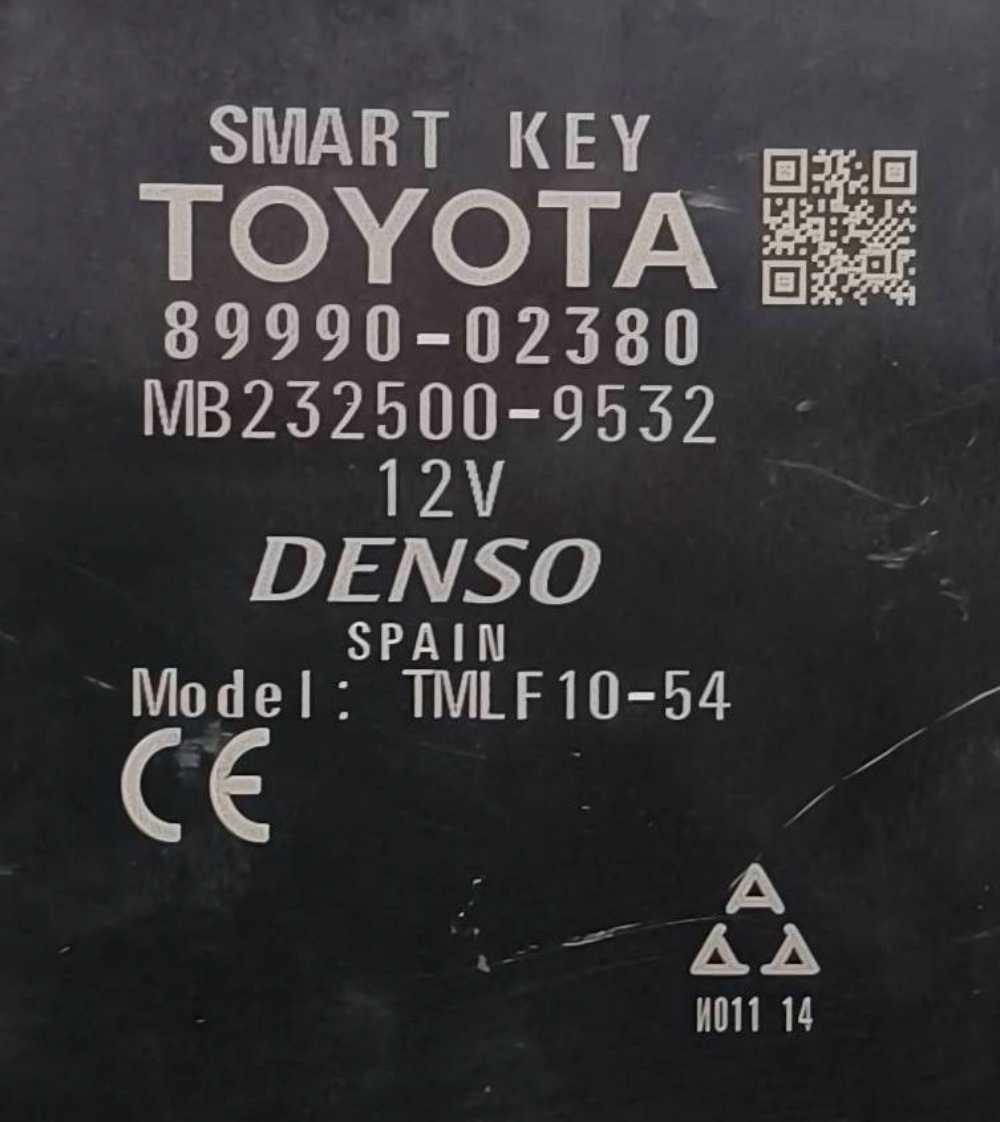 SMART KEY
TOYOTA
89990-02380
MB232500-9532
12V
DENSO
SPAIN
Model: TMLF10-54
CE
И011 14